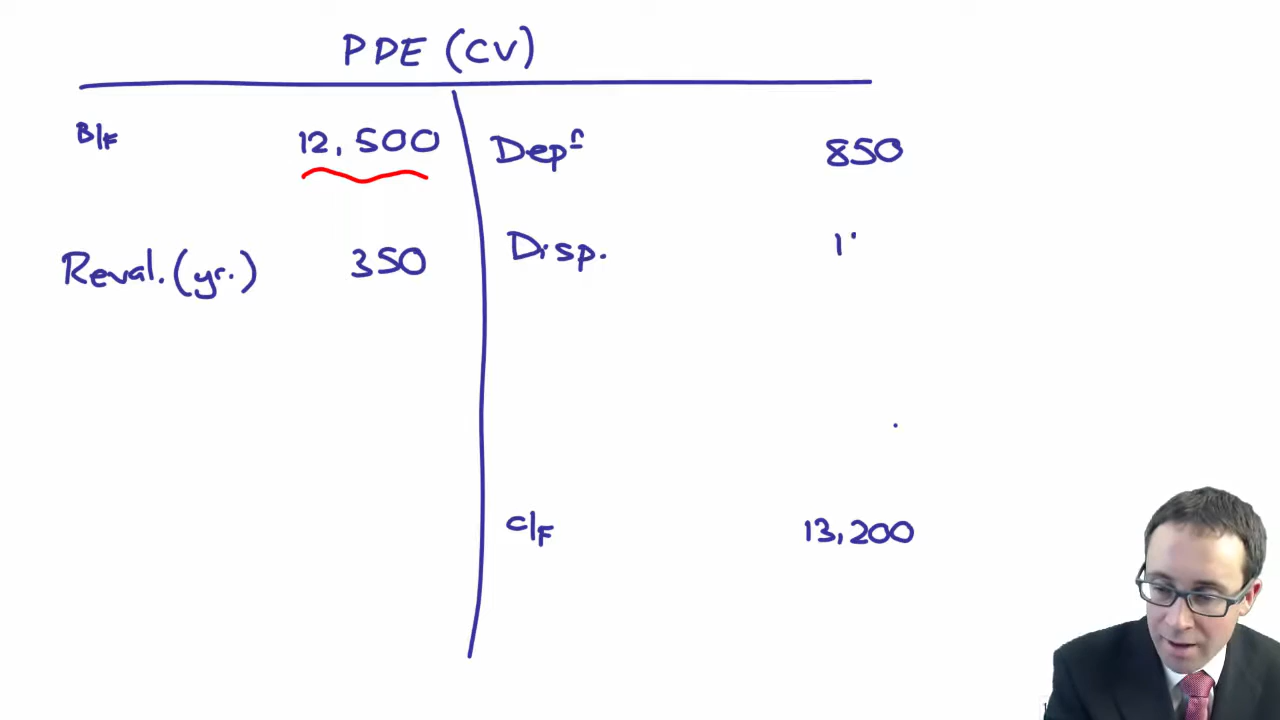 PPE (CV)
B/F 12,500
Depn 850
Disp.
Reval. (yr.) 350
C/F 13,200